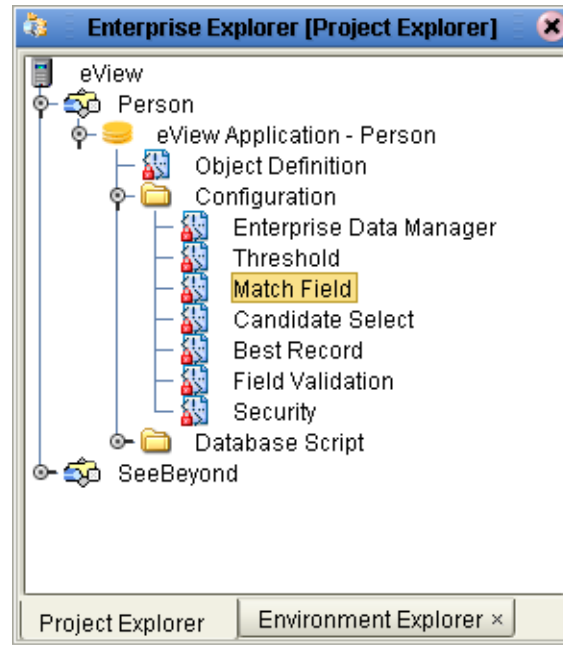 Enterprise Explorer [Project Explorer]
eView
Person
eView Application - Person
Object Definition
Configuration
Enterprise Data Manager
Threshold
Match Field
Candidate Select
Best Record
Field Validation
Security
Database Script
SeeBeyond
Project Explorer
Environment Explorer ×